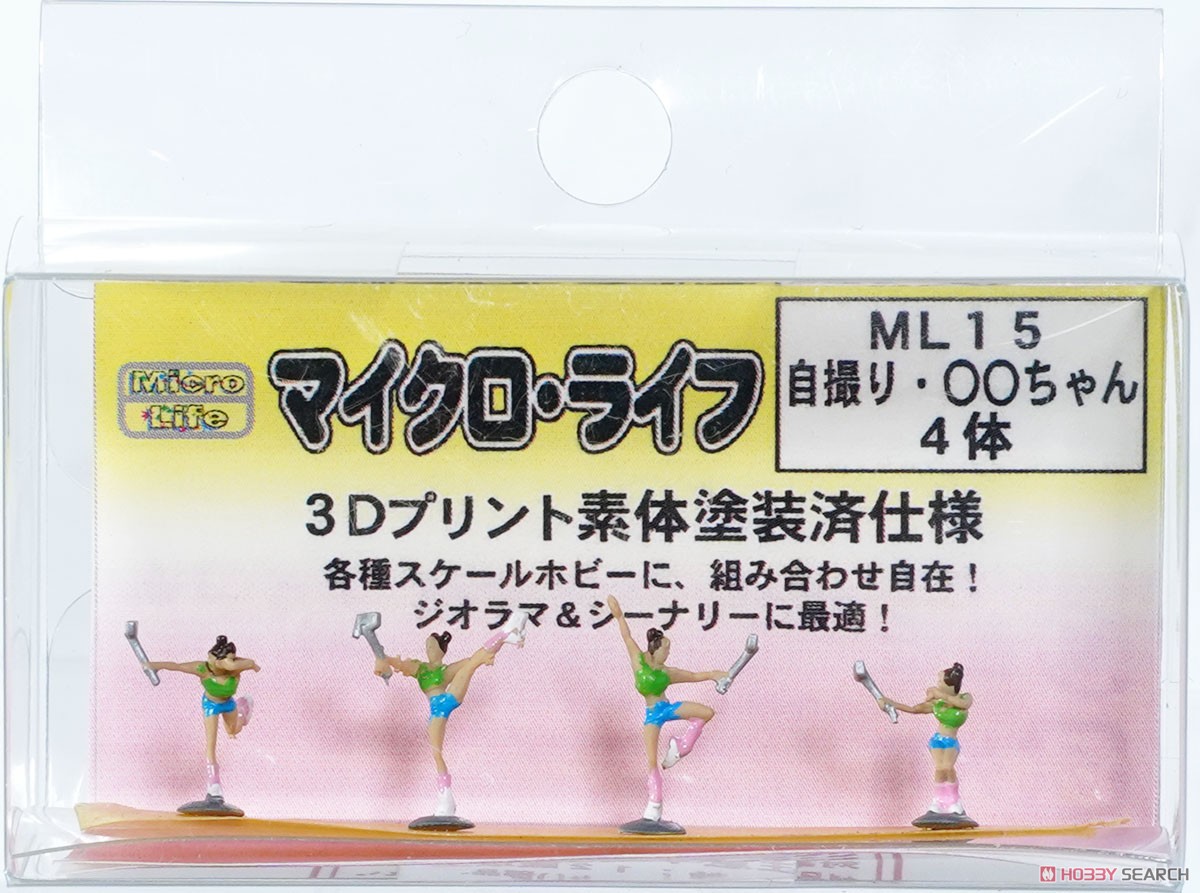 Micro
Life
マイクロ・ライフ
ML15
自撮り・〇〇ちゃん
4体
3Dプリント素体塗装済仕様
各種スケールホビーに、組み合わせ自在！
ジオラマ＆シーナリーに最適！
HOBBY SEARCH